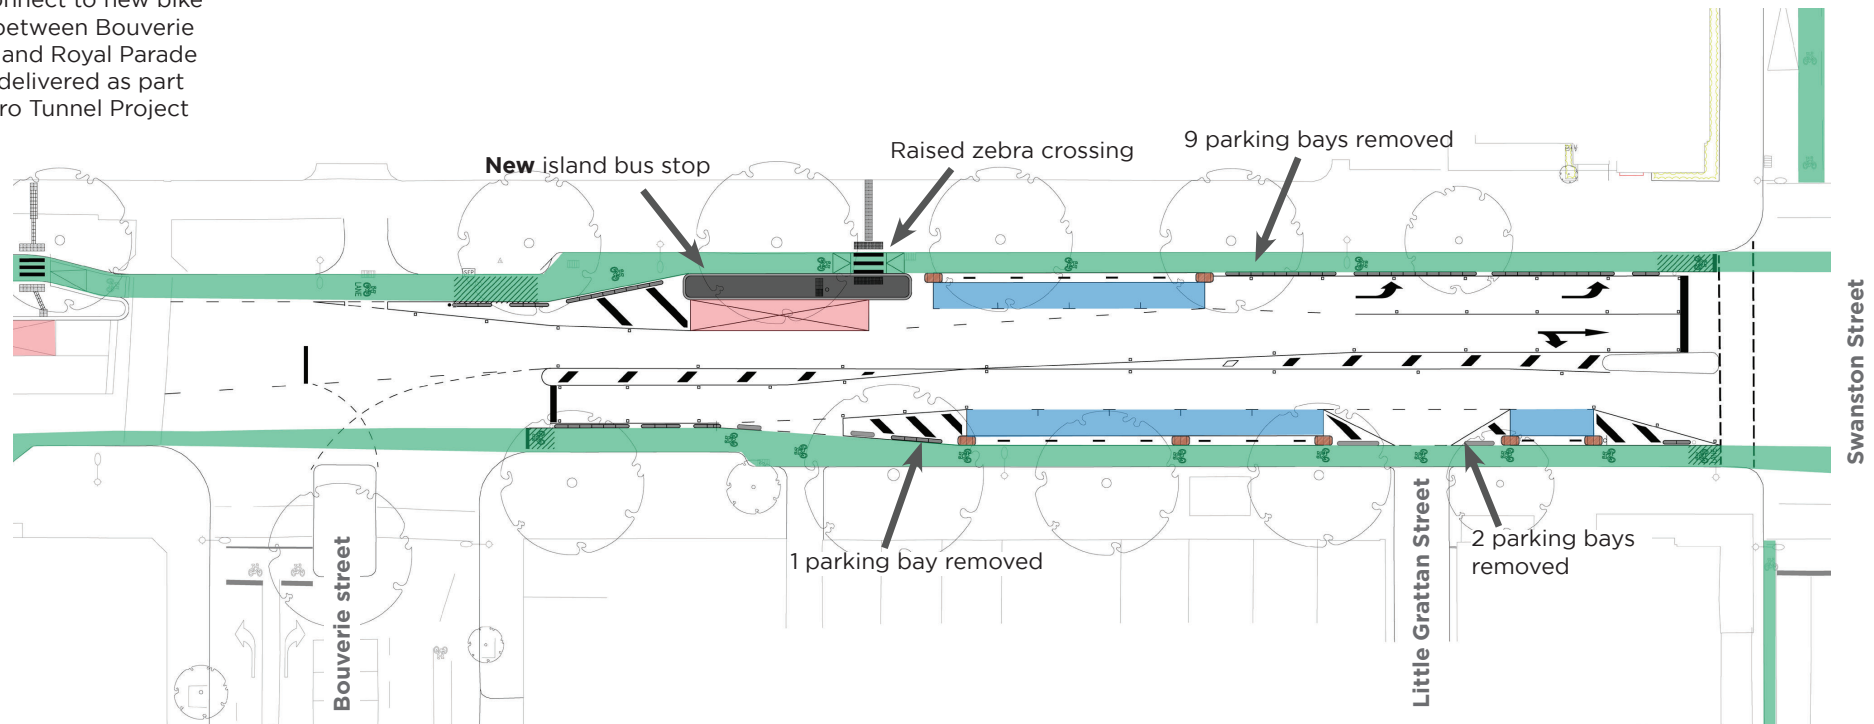 onnect to new bike
between Bouverie
and Royal Parade
delivered as part
ro Tunnel Project
New island bus stop
Raised zebra crossing
9 parking bays removed
1 parking bay removed
2 parking bays
removed
Bouverie street
Little Grattan Street
Swanston Street
LANE